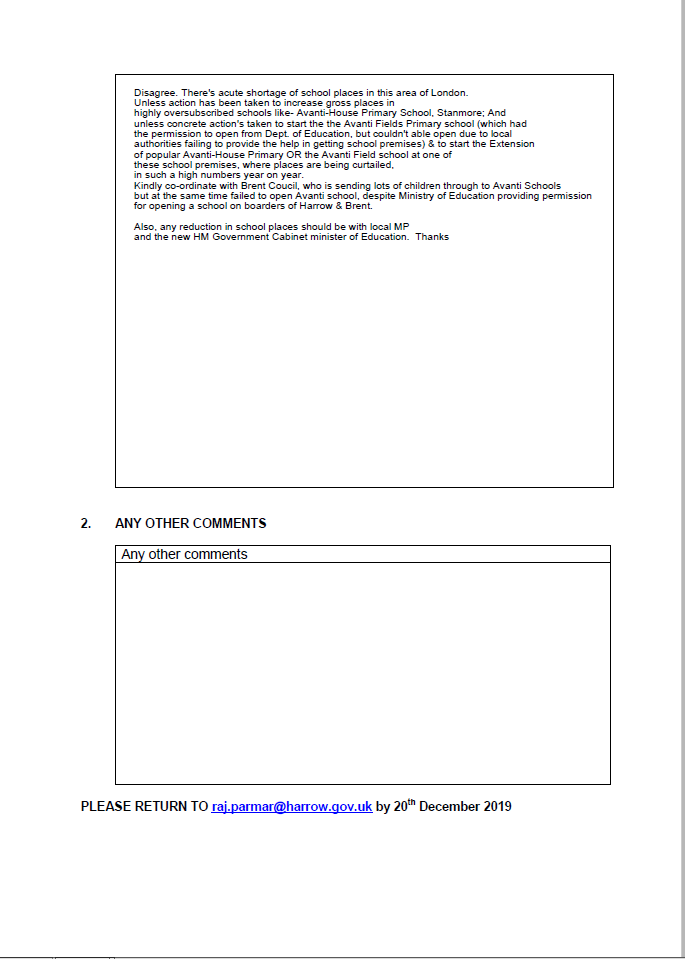 Disagree. There's acute shortage of school places in this area of London.
Unless action has been taken to increase gross places in
highly oversubscribed schools like- Avanti-House Primary School, Stanmore; And
unless concrete action's taken to start the the Avanti Fields Primary school (which had
the permission to open from Dept. of Education, but couldn't able open due to local
authorities failing to provide the help in getting school premises) & to start the Extension
of popular Avanti-House Primary OR the Avanti Field school at one of
these school premises, where places are being curtailed,
in such a high numbers year on year.
Kindly co-ordinate with Brent Coucil, who is sending lots of children through to Avanti Schools
but at the same time failed to open Avanti school, despite Ministry of Education providing permission
for opening a school on boarders of Harrow & Brent.
Also, any reduction in school places should be with local MP
and the new HM Government Cabinet minister of Education.  Thanks
2. ANY OTHER COMMENTS
Any other comments
PLEASE RETURN TO raj.parmar@harrow.gov.uk by 20th December 2019